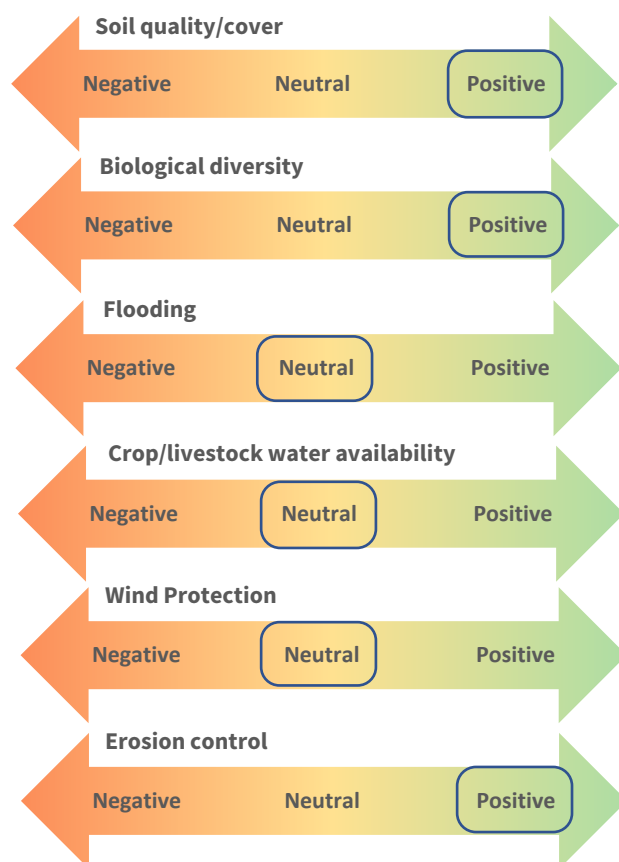 Soil quality/cover
Negative Neutral Positive
Biological diversity
Negative Neutral Positive
Flooding
Negative Neutral Positive
Crop/livestock water availability
Negative Neutral Positive
Wind Protection
Negative Neutral Positive
Erosion control
Negative Neutral Positive